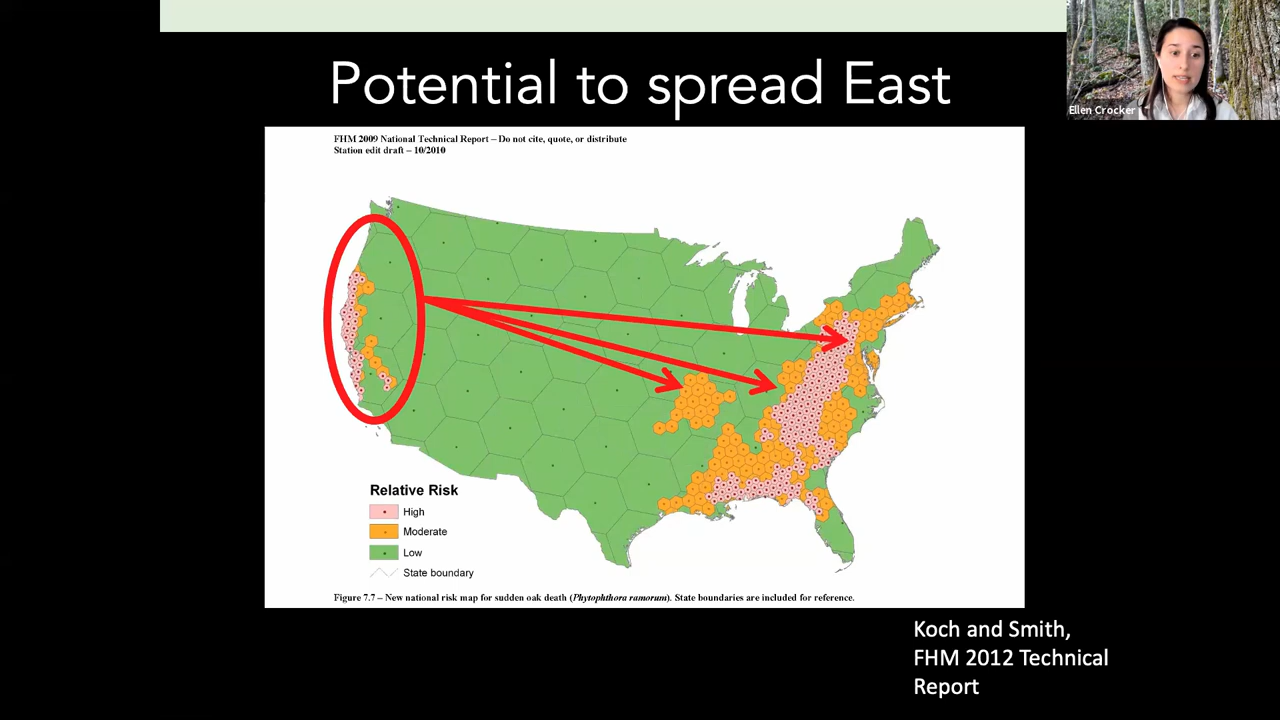 Potential to spread East
Ellen Crocker
FHM 2009 National Technical Report – Do not cite, quote, or distribute
Station edit draft – 10/2010
Relative Risk
High
Moderate
Low
State boundary
Figure 7.7 – New national risk map for sudden oak death (Phytophthora ramorum). State boundaries are included for reference.
Koch and Smith,
FHM 2012 Technical
Report